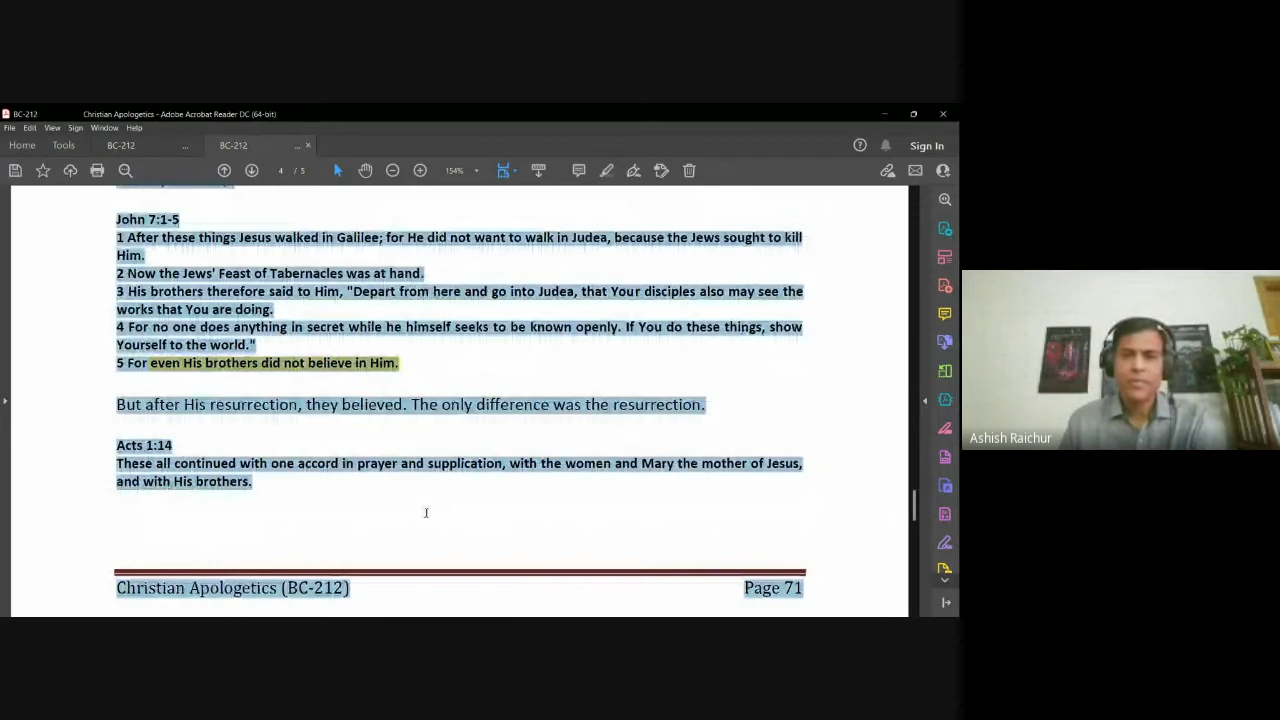 BC-212
Christian Apologetics - Adobe Acrobat Reader DC (64-bit)
File Edit View Sign Window Help
Home Tools BC-212 ... BC-212 ... ×
Sign In
4 / 5
154%
John 7:1-5
1 After these things Jesus walked in Galilee; for He did not want to walk in Judea, because the Jews sought to kill
Him.
2 Now the Jews' Feast of Tabernacles was at hand.
3 His brothers therefore said to Him, "Depart from here and go into Judea, that Your disciples also may see the
works that You are doing.
4 For no one does anything in secret while he himself seeks to be known openly. If You do these things, show
Yourself to the world."
5 For even His brothers did not believe in Him.
But after His resurrection, they believed. The only difference was the resurrection.
Acts 1:14
These all continued with one accord in prayer and supplication, with the women and Mary the mother of Jesus,
and with His brothers.
Christian Apologetics (BC-212) Page 71
Ashish Raichur